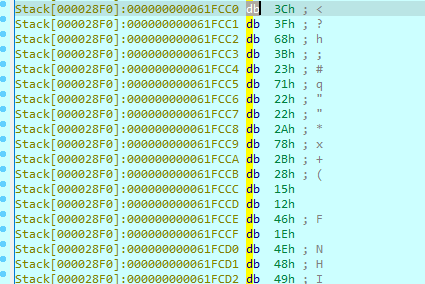 Stack[000028F0]:000000000061FCC0 db 3Ch ; <
Stack[000028F0]:000000000061FCC1 db 3Fh ; ?
Stack[000028F0]:000000000061FCC2 db 68h ; h
Stack[000028F0]:000000000061FCC3 db 3Bh ; ;
Stack[000028F0]:000000000061FCC4 db 23h ; #
Stack[000028F0]:000000000061FCC5 db 71h ; q
Stack[000028F0]:000000000061FCC6 db 22h ; "
Stack[000028F0]:000000000061FCC7 db 22h ; "
Stack[000028F0]:000000000061FCC8 db 2Ah ; *
Stack[000028F0]:000000000061FCC9 db 78h ; x
Stack[000028F0]:000000000061FCCA db 2Bh ; +
Stack[000028F0]:000000000061FCCB db 28h ; (
Stack[000028F0]:000000000061FCCC db 15h
Stack[000028F0]:000000000061FCCD db 12h
Stack[000028F0]:000000000061FCCE db 46h ; F
Stack[000028F0]:000000000061FCCF db 1Eh
Stack[000028F0]:000000000061FCD0 db 4Eh ; N
Stack[000028F0]:000000000061FCD1 db 48h ; H
Stack[000028F0]:000000000061FCD2 db 49h ; I